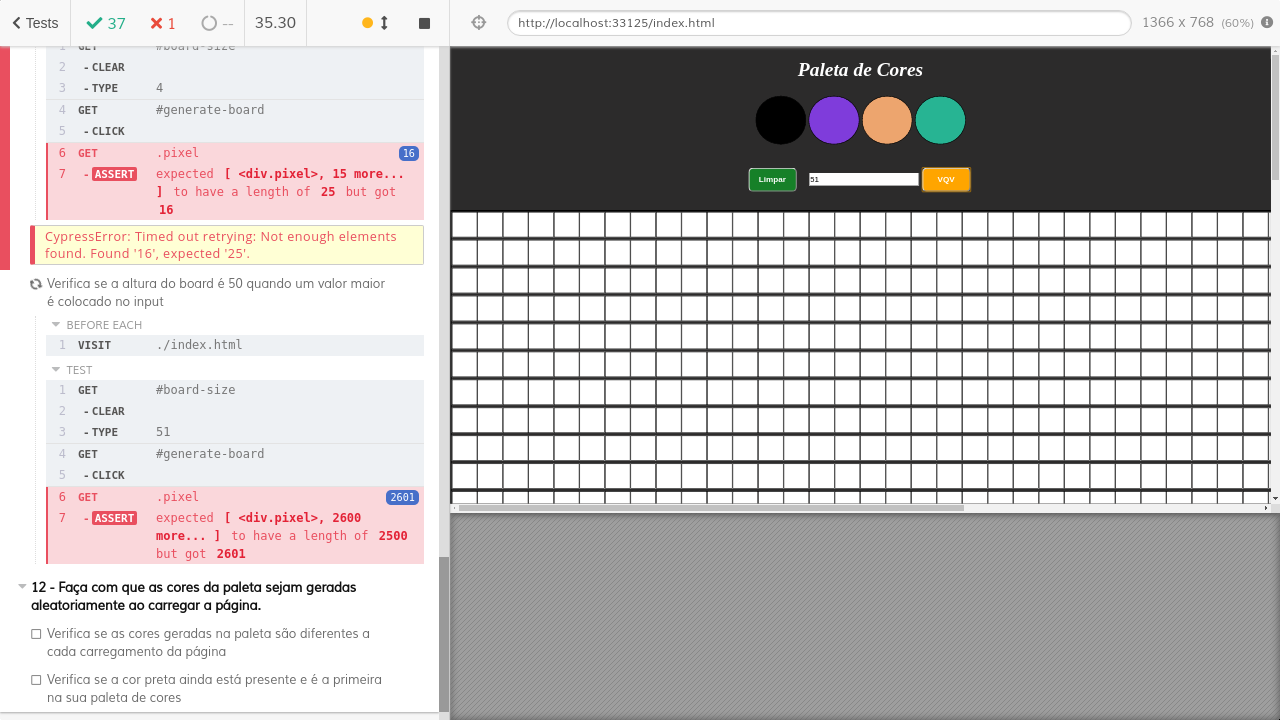 Tests
37
1
--
35.30
http://localhost:33125/index.html
1366 x 768 (60%)
1 GET #board-size
2 - CLEAR
3 - TYPE 4
4 GET #generate-board
5 - CLICK
6 GET .pixel 16
7 - ASSERT expected [ <div.pixel>, 15 more...
] to have a length of 25 but got
16
CypressError: Timed out retrying: Not enough elements
found. Found '16', expected '25'.
Verifica se a altura do board é 50 quando um valor maior
é colocado no input
BEFORE EACH
1 VISIT ./index.html
TEST
1 GET #board-size
2 - CLEAR
3 - TYPE 51
4 GET #generate-board
5 - CLICK
6 GET .pixel 2601
7 - ASSERT expected [ <div.pixel>, 2600
more... ] to have a length of 2500
but got 2601
12 - Faça com que as cores da paleta sejam geradas
aleatoriamente ao carregar a página.
Verifica se as cores geradas na paleta são diferentes a
cada carregamento da página
Verifica se a cor preta ainda está presente e é a primeira
na sua paleta de cores
Paleta de Cores
Limpar
51
VQV